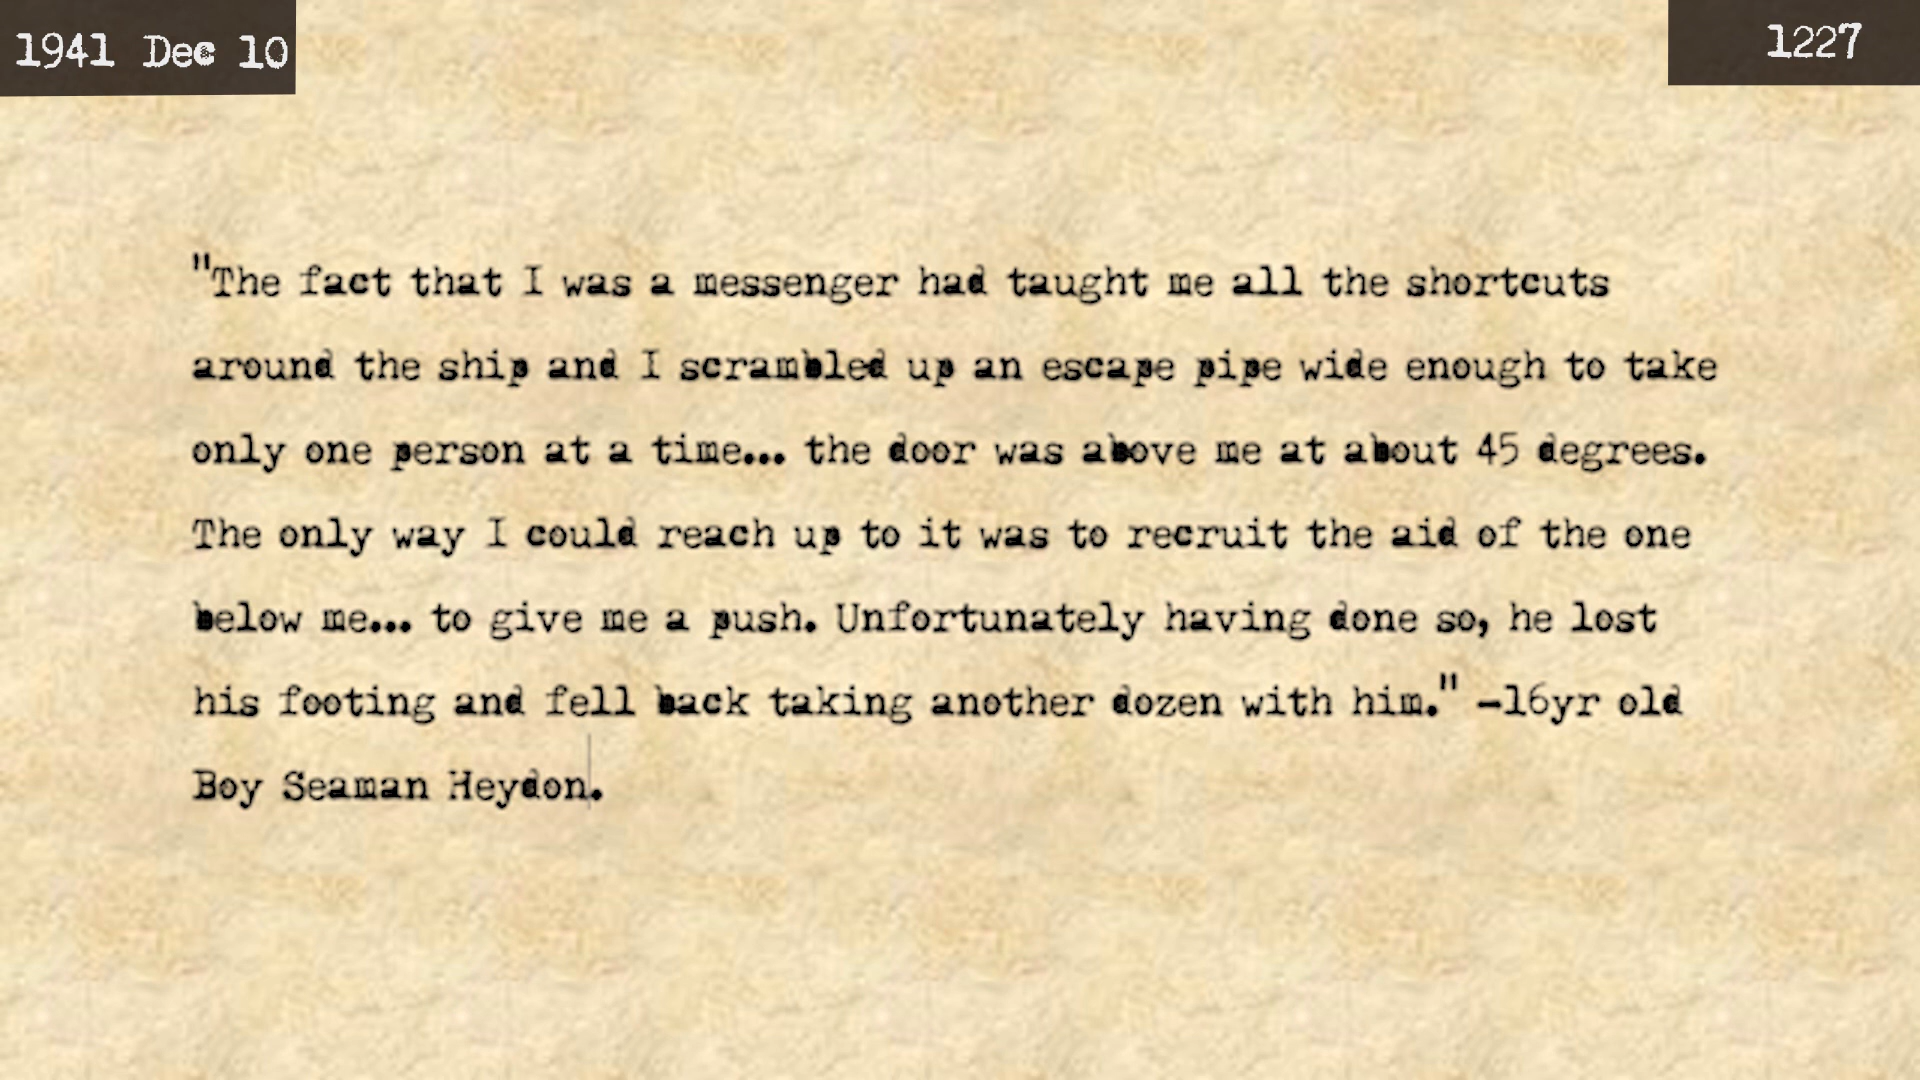 1941 Dec 10
1227
"The fact that I was a messenger had taught me all the shortcuts
around the ship and I scrambled up an escape pipe wide enough to take
only one person at a time... the door was above me at about 45 degrees.
The only way I could reach up to it was to recruit the aid of the one
below me... to give me a push. Unfortunately having done so, he lost
his footing and fell back taking another dozen with him." -16yr old
Boy Seaman Heydon.